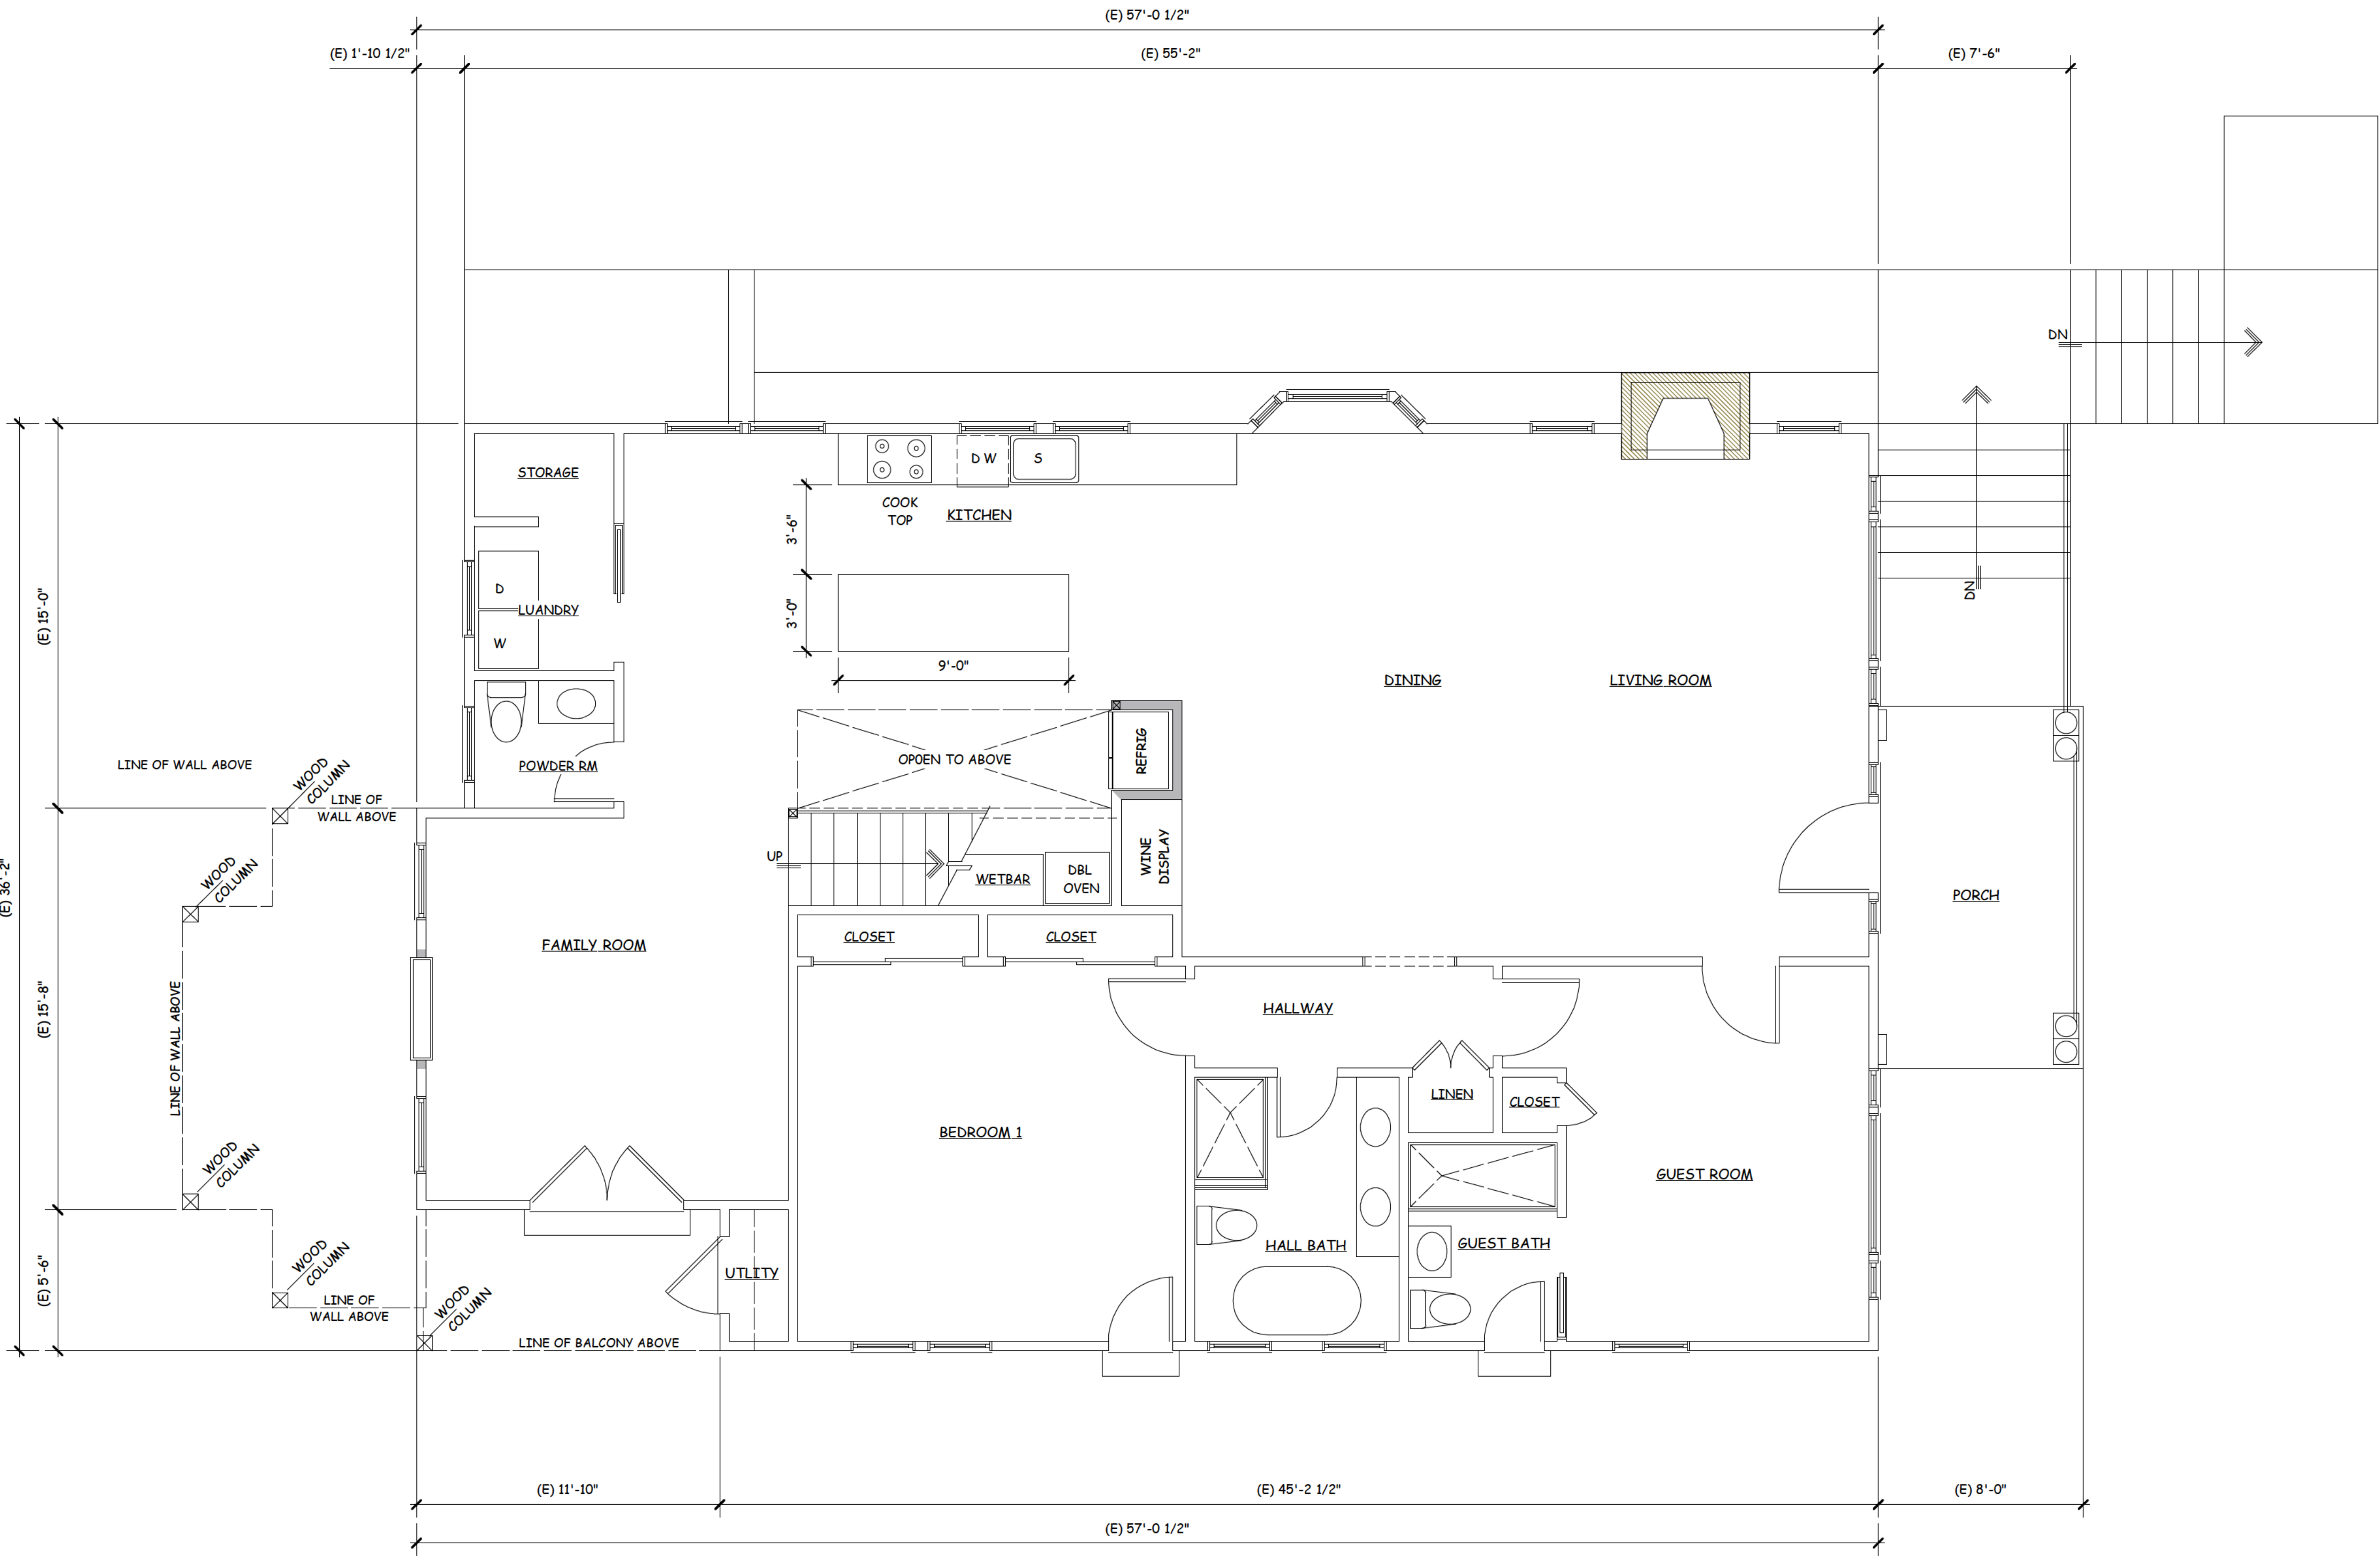 (E) 57'-0 1/2"
(E) 1'-10 1/2"
(E) 55'-2"
(E) 7'-6"
DN
STORAGE
D W
S
COOK
TOP
KITCHEN
3'-6"
DN
D
LUANDRY
W
3'-0"
9'-0"
(E) 15'-0"
DINING
LIVING ROOM
LINE OF WALL ABOVE
WOOD
COLUMN
LINE OF
WALL ABOVE
POWDER RM
OPOEN TO ABOVE
REFRIG
(E) 36'-2"
WOOD
COLUMN
UP
WETBAR
DBL
OVEN
WINE
DISPLAY
PORCH
FAMILY ROOM
CLOSET
CLOSET
(E) 15'-8"
LINE OF WALL ABOVE
HALLWAY
LINEN
CLOSET
BEDROOM 1
WOOD
COLUMN
GUEST ROOM
WOOD
COLUMN
HALL BATH
GUEST BATH
UTLITY
(E) 5'-6"
LINE OF
WALL ABOVE
WOOD
COLUMN
LINE OF BALCONY ABOVE
(E) 11'-10"
(E) 45'-2 1/2"
(E) 8'-0"
(E) 57'-0 1/2"